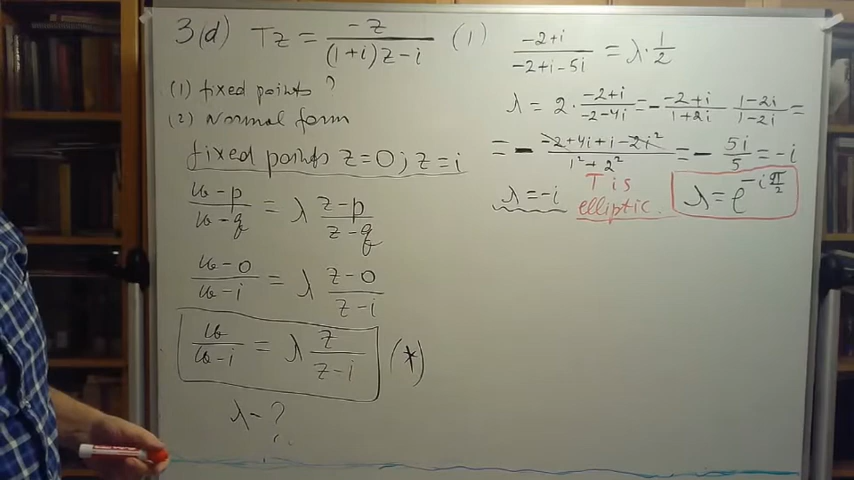 3(d) Tz = -z / ((1+i)z-i) (1)
(1) fixed points ?
(2) Normal form
fixed points z=0; z=i
(w-p)/(w-q) = λ (z-p)/(z-q)
(w-0)/(w-i) = λ (z-0)/(z-i)
w/(w-i) = λ z/(z-i) (*)
λ-?
(-2+i)/(-2+i-5i) = λ·1/2
λ = 2·(-2+i)/(-2-4i) = -(-2+i)/(1+2i) (1-2i)/(1-2i) =
= - (-2+4i+i-2i²)/(1²+2²) = - 5i/5 = -i
λ=-i T is elliptic. λ=e^(-iπ/2)